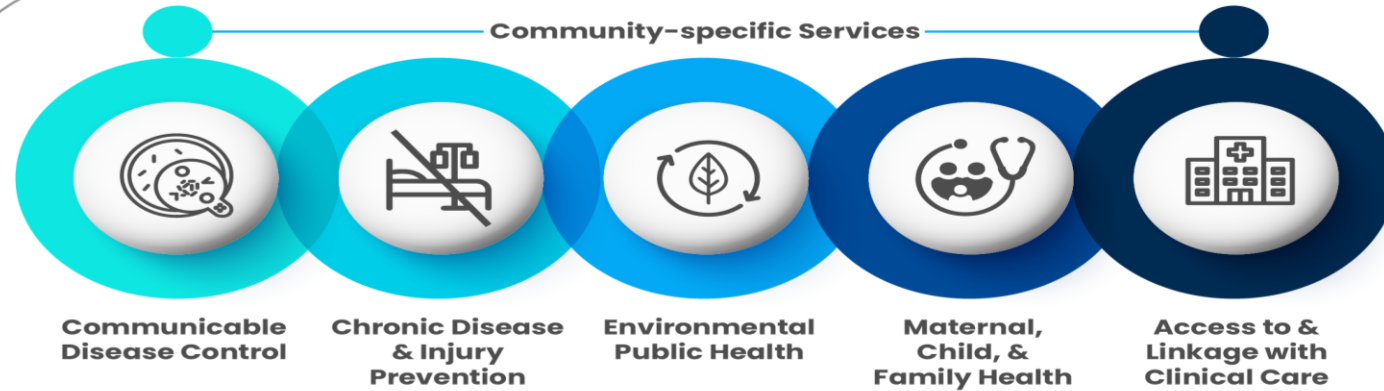 Community-specific Services
Communicable
Disease Control
Chronic Disease
& Injury
Prevention
Environmental
Public Health
Maternal,
Child, &
Family Health
Access to &
Linkage with
Clinical Care